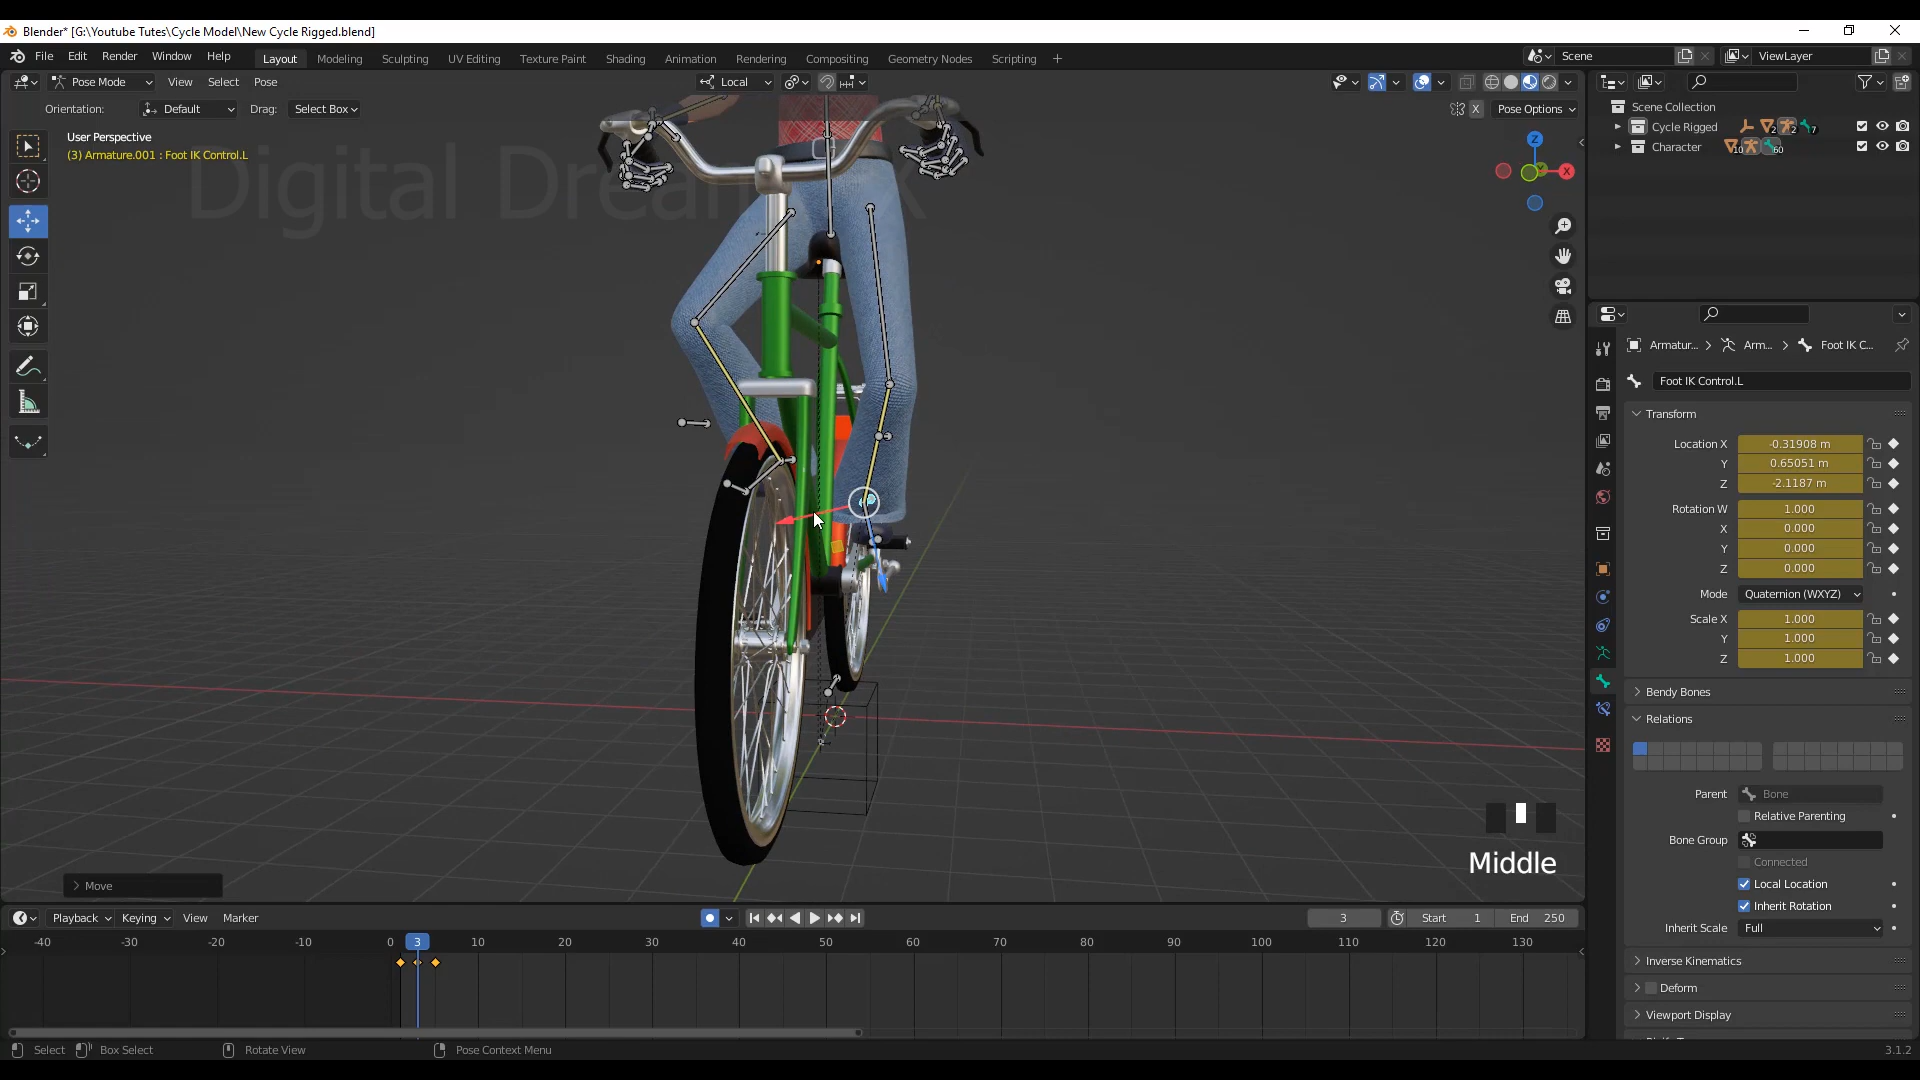 Blender* [G:\Youtube Tutes\Cycle Model\New Cycle Rigged.blend]
File Edit Render Window Help Layout Modeling Sculpting UV Editing Texture Paint Shading Animation Rendering Compositing Geometry Nodes Scripting + Scene ViewLayer
Pose Mode View Select Pose Local
Orientation: Default Drag: Select Box X Pose Options
User Perspective
(3) Armature.001 : Foot IK Control.L
Digital Drea
Z
X
Scene Collection
Cycle Rigged 2 2 7
Character 10 60
Armatur... Arm... Foot IK C...
Foot IK Control.L
Transform
Location X -0.31908 m
Y 0.65051 m
Z -2.1187 m
Rotation W 1.000
X 0.000
Y 0.000
Z 0.000
Mode Quaternion (WXYZ)
Scale X 1.000
Y 1.000
Z 1.000
Bendy Bones
Relations
Parent Bone
Relative Parenting
Bone Group
Connected
Local Location
Inherit Rotation
Inherit Scale Full
Inverse Kinematics
Deform
Viewport Display
Middle
Move
Playback Keying View Marker 3 Start 1 End 250
-40 -30 -20 -10 0 3 10 20 30 40 50 60 70 80 90 100 110 120 130
Select Box Select Rotate View Pose Context Menu 3.1.2